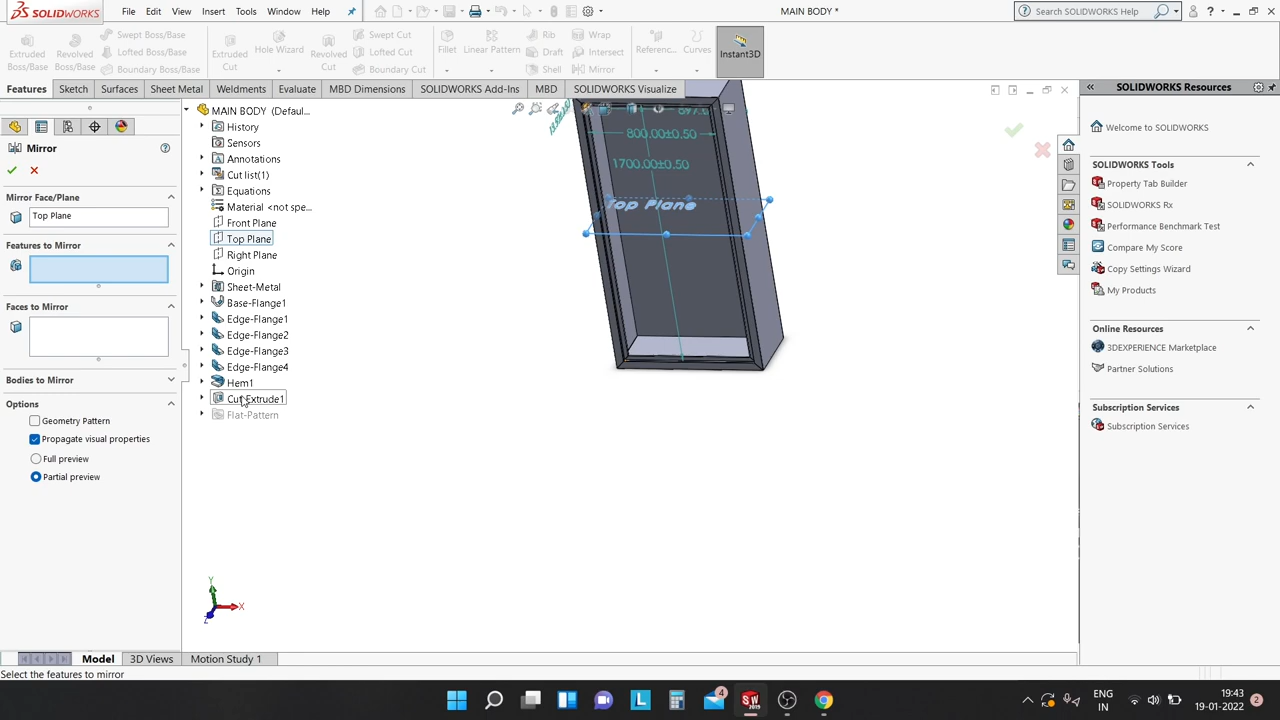 SOLIDWORKS File Edit View Insert Tools Window Help
MAIN BODY *
Search SOLIDWORKS Help
Extruded Boss/Base
Revolved Boss/Base
Swept Boss/Base
Lofted Boss/Base
Boundary Boss/Base
Extruded Cut
Hole Wizard
Revolved Cut
Swept Cut
Lofted Cut
Boundary Cut
Fillet
Linear Pattern
Rib
Draft
Shell
Wrap
Intersect
Mirror
Referenc...
Curves
Instant3D
Features Sketch Surfaces Sheet Metal Weldments Evaluate MBD Dimensions SOLIDWORKS Add-Ins MBD SOLIDWORKS Visualize
Mirror
Mirror Face/Plane
Top Plane
Features to Mirror
Faces to Mirror
Bodies to Mirror
Options
Geometry Pattern
Propagate visual properties
Full preview
Partial preview
MAIN BODY (Defaul...
History
Sensors
Annotations
Cut list(1)
Equations
Material <not spe...
Front Plane
Top Plane
Right Plane
Origin
Sheet-Metal
Base-Flange1
Edge-Flange1
Edge-Flange2
Edge-Flange3
Edge-Flange4
Hem1
Cut-Extrude1
Flat-Pattern
800.00±0.50
1700.00±0.50
Top Plane
Y
X
Z
SOLIDWORKS Resources
Welcome to SOLIDWORKS
SOLIDWORKS Tools
Property Tab Builder
SOLIDWORKS Rx
Performance Benchmark Test
Compare My Score
Copy Settings Wizard
My Products
Online Resources
3DEXPERIENCE Marketplace
Partner Solutions
Subscription Services
Subscription Services
Model 3D Views Motion Study 1
Select the features to mirror
4
SW
2019
L
ENG
IN
19:43
19-01-2022
2